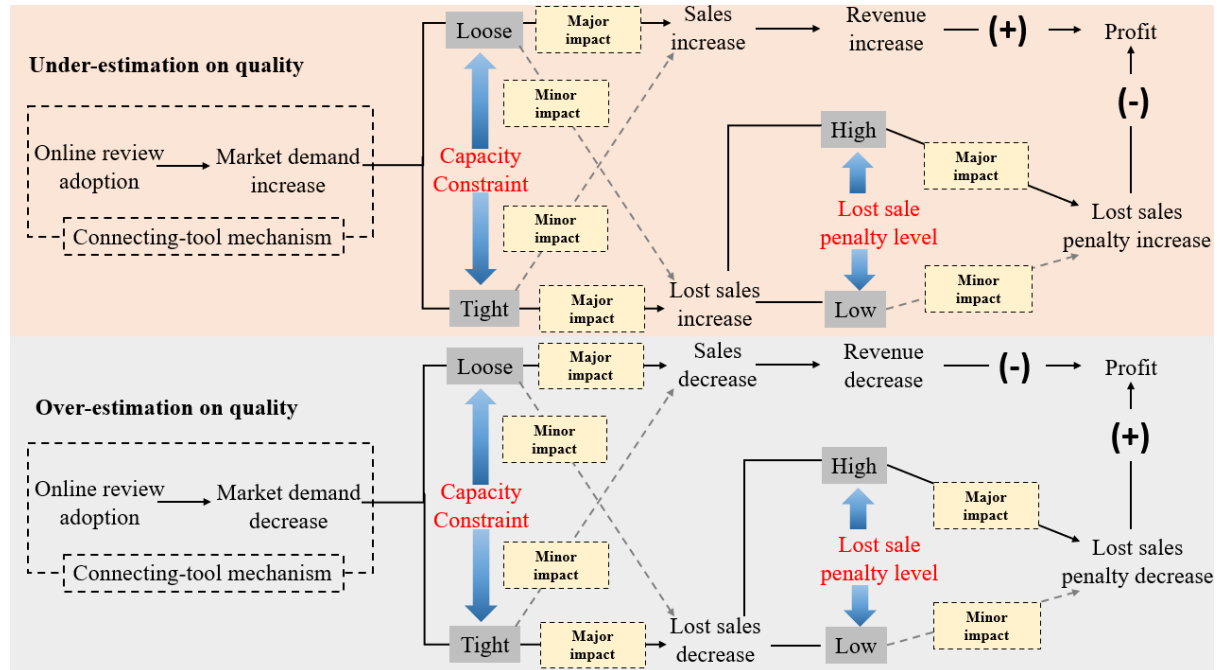 Under-estimation on quality
Online review
adoption
Market demand
increase
Connecting-tool mechanism
Loose
Capacity
Constraint
Tight
Major
impact
Minor
impact
Minor
impact
Major
impact
Sales
increase
Lost sales
increase
Revenue
increase
(+)
Profit
High
Lost sale
penalty level
Low
Major
impact
Minor
impact
(-)
Lost sales
penalty increase
Over-estimation on quality
Online review
adoption
Market demand
decrease
Connecting-tool mechanism
Loose
Capacity
Constraint
Tight
Major
impact
Minor
impact
Minor
impact
Major
impact
Sales
decrease
Lost sales
decrease
Revenue
decrease
(-)
Profit
High
Lost sale
penalty level
Low
Major
impact
Minor
impact
(+)
Lost sales
penalty decrease